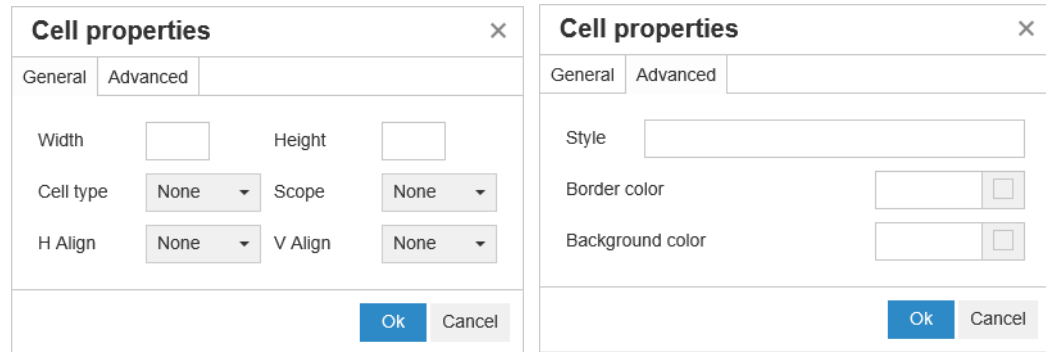 Cell properties ×
General Advanced
Width Height
Cell type None Scope None
H Align None V Align None
Ok Cancel
Cell properties ×
General Advanced
Style
Border color
Background color
Ok Cancel